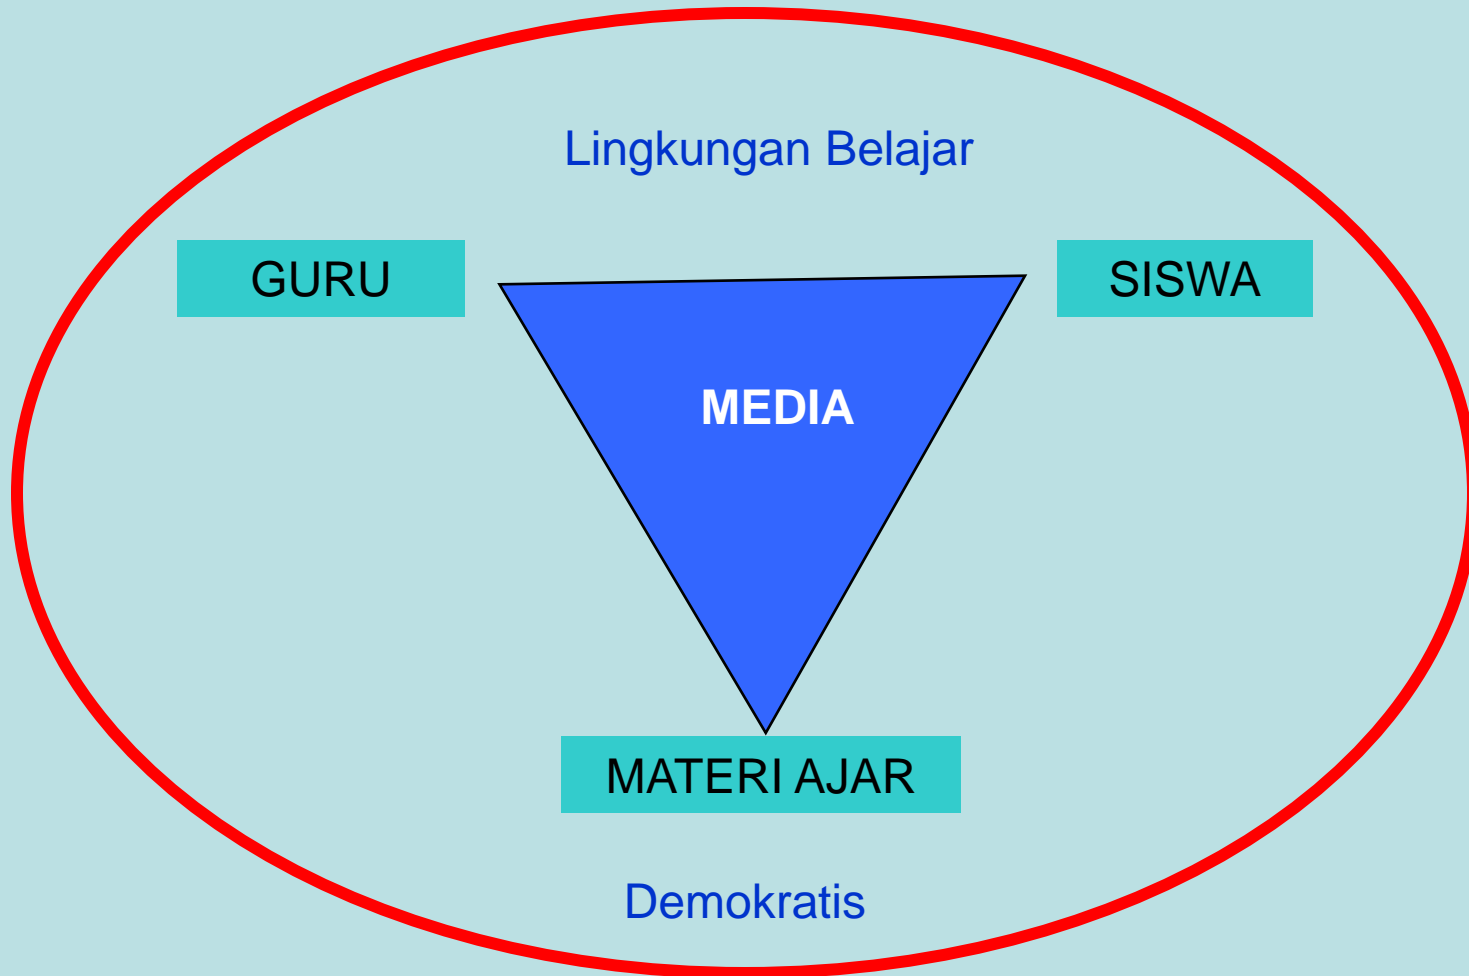 Lingkungan Belajar
GURU
SISWA
MEDIA
MATERI AJAR
Demokratis